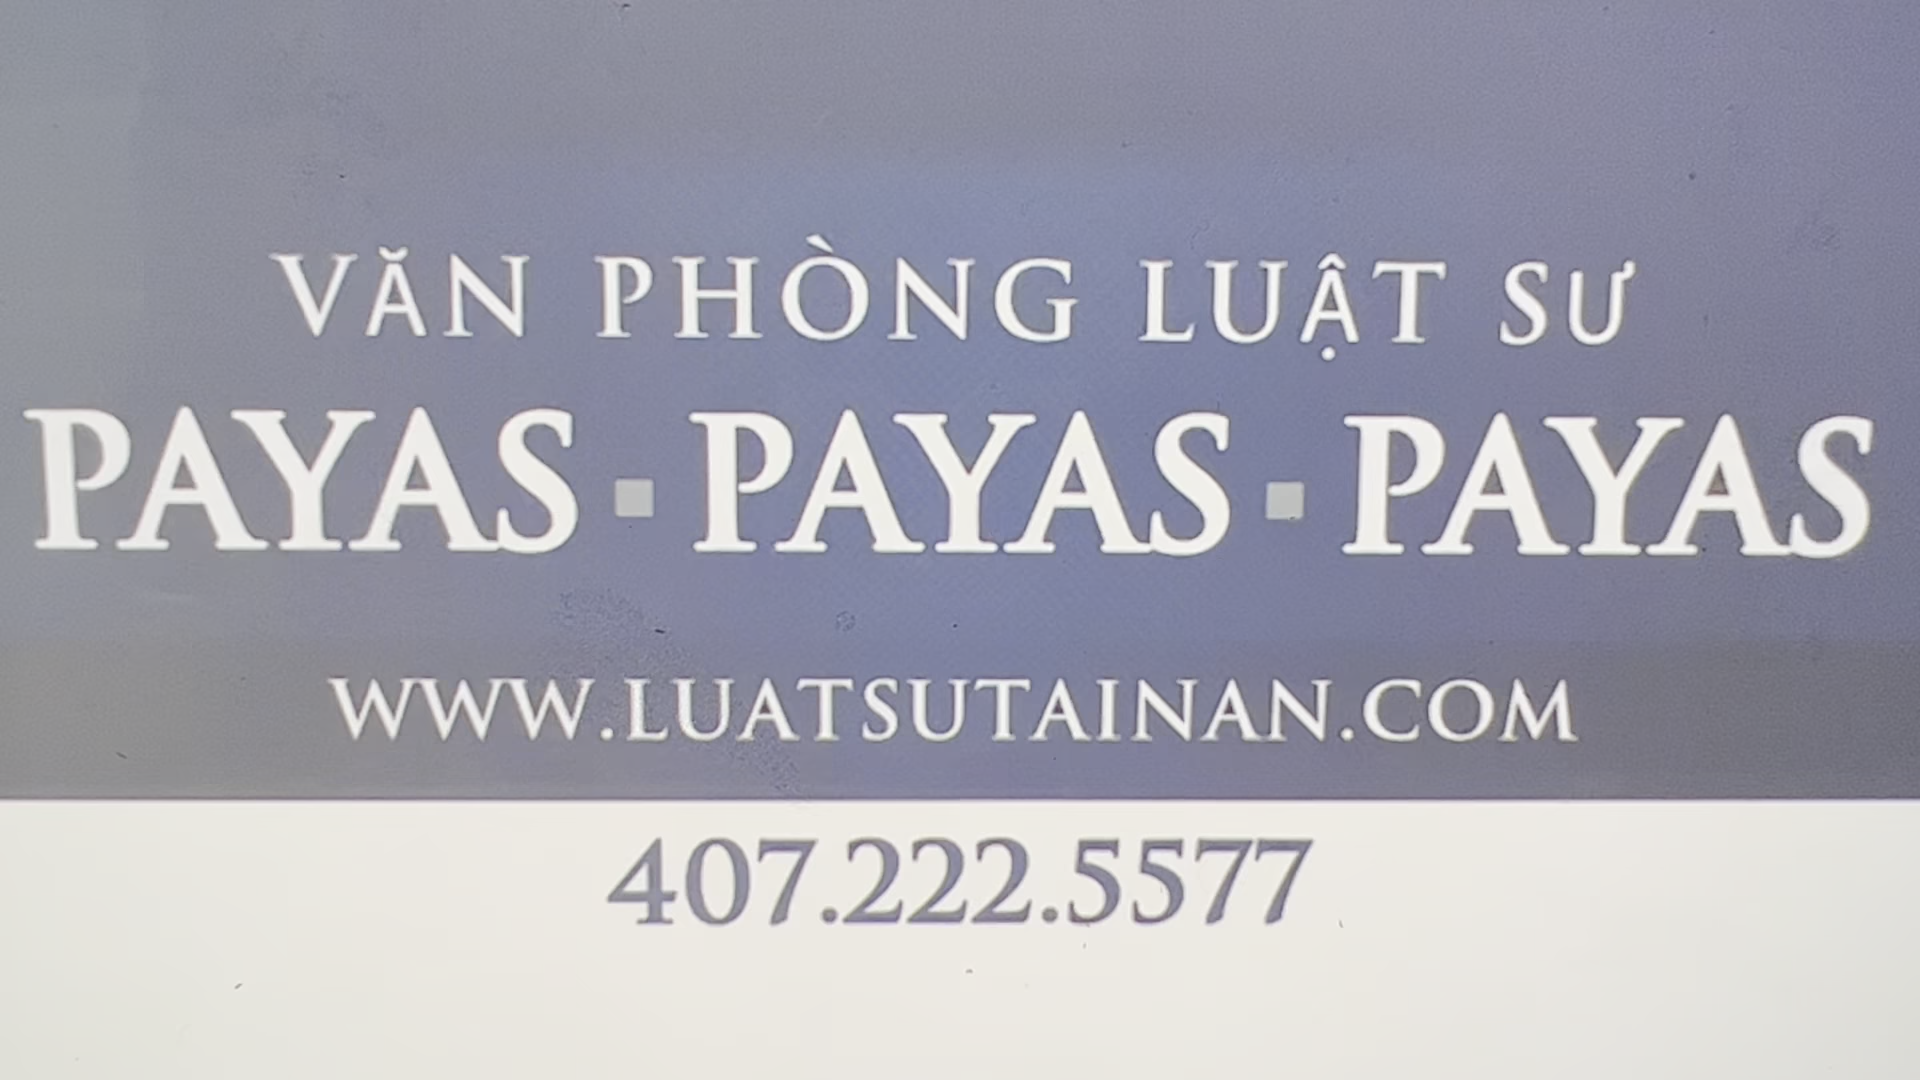 VĂN PHÒNG LUẬT SƯ
PAYAS ▪ PAYAS ▪ PAYAS
WWW.LUATSUTAINAN.COM
407.222.5577